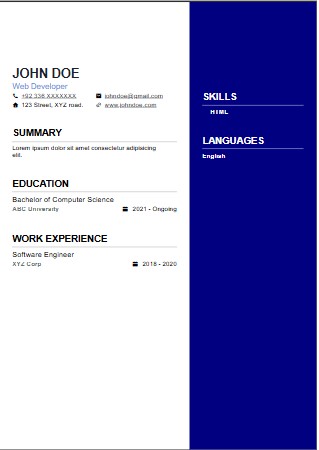 JOHN DOE
Web Developer
+92 338 XXXXXXX johndoe@gmail.com
123 Street, XYZ road. www.johndoe.com
SUMMARY
Lorem ipsum dolor sit amet consectetur adipisicing
elit.
EDUCATION
Bachelor of Computer Science
ABC University 2021 - Ongoing
WORK EXPERIENCE
Software Engineer
XYZ Corp 2018 - 2020
SKILLS
HTML
LANGUAGES
English